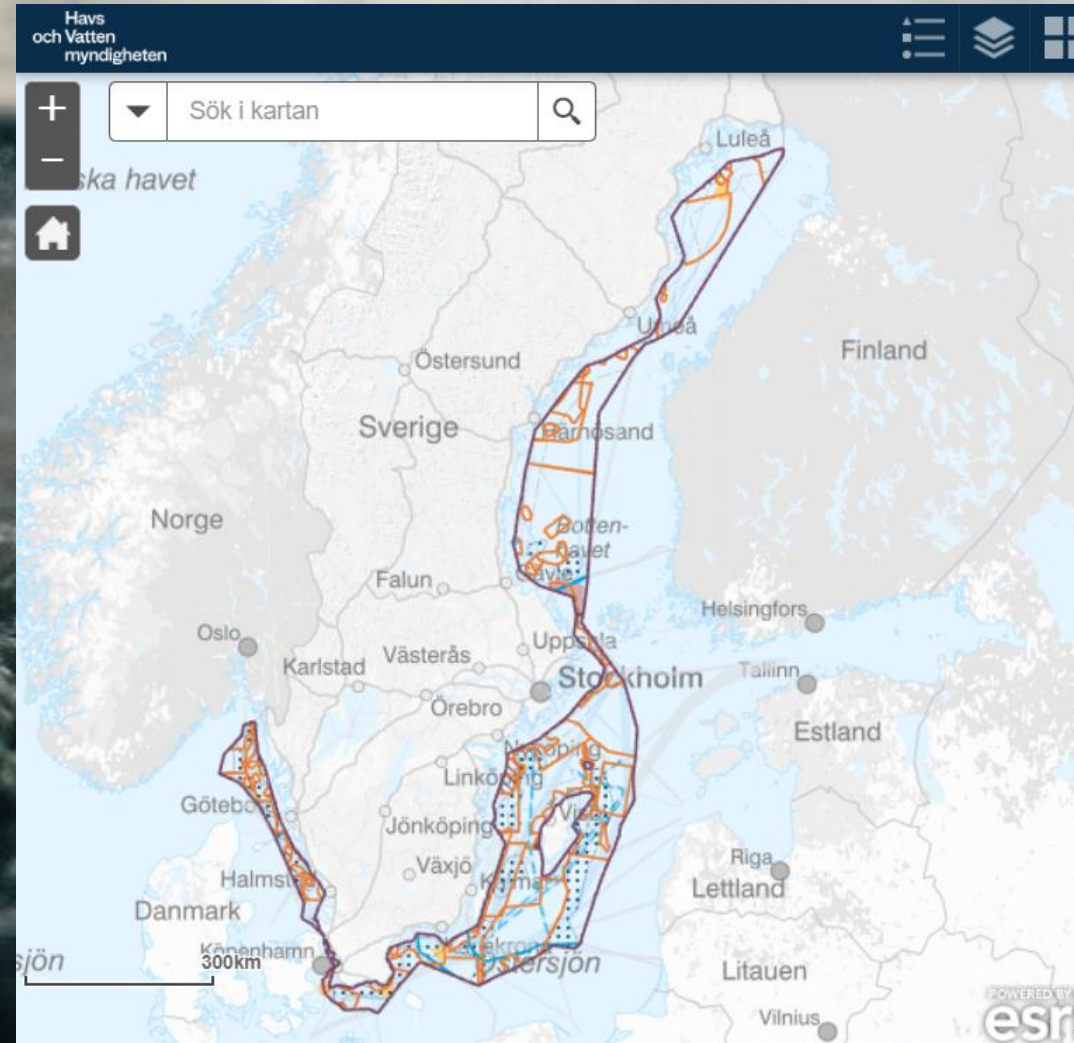 Havs
och Vatten
myndigheten
+
Sök i kartan
−
ska havet
Luleå
Umeå
Östersund
Finland
Sverige
Härnösand
Norge
Botten-
havet
Falun
Gävle
Helsingfors
Oslo
Uppsala
Karlstad
Västerås
Stockholm
Tallinn
Örebro
Estland
Nyköping
Linköping
Göteborg
Visby
Jönköping
Växjö
Riga
Halmstad
Kalmar
Lettland
Danmark
Köpenhamn
Karlskrona
sjön
300km
Östersjön
Litauen
POWERED BY
esri
Vilnius